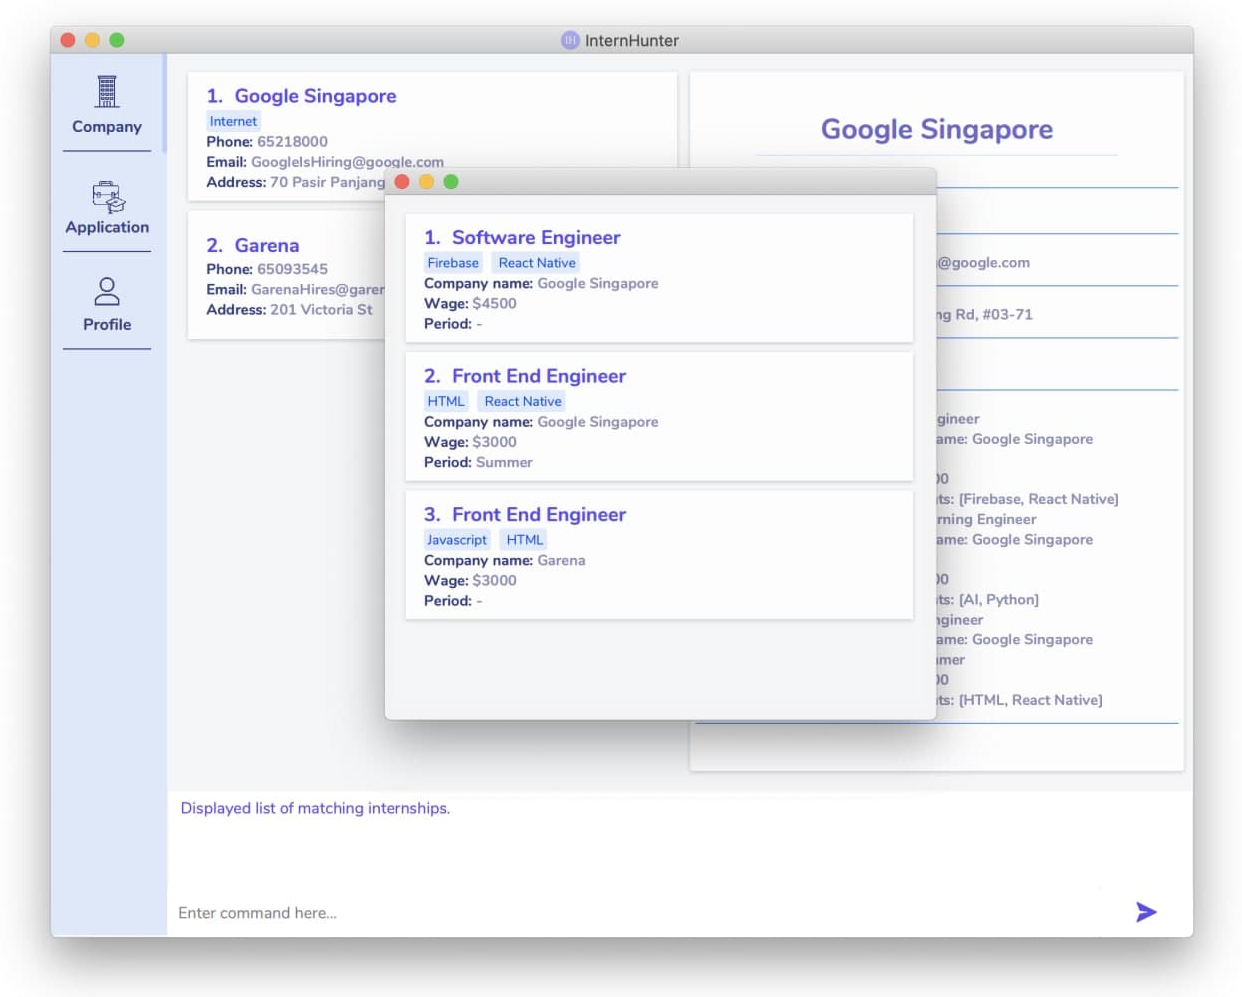 InternHunter
Company
Application
Profile
1. Google Singapore
Internet
Phone: 65218000
Email: GoogleIsHiring@google.com
Address: 70 Pasir Panjang
2. Garena
Phone: 65093545
Email: GarenaHires@garer
Address: 201 Victoria St
1. Software Engineer
Firebase React Native
Company name: Google Singapore
Wage: $4500
Period: -
2. Front End Engineer
HTML React Native
Company name: Google Singapore
Wage: $3000
Period: Summer
3. Front End Engineer
Javascript HTML
Company name: Garena
Wage: $3000
Period: -
Google Singapore
@google.com
ng Rd, #03-71
gineer
ame: Google Singapore
00
ts: [Firebase, React Native]
rning Engineer
ame: Google Singapore
00
ts: [AI, Python]
ngineer
ame: Google Singapore
mer
00
ts: [HTML, React Native]
Displayed list of matching internships.
Enter command here...